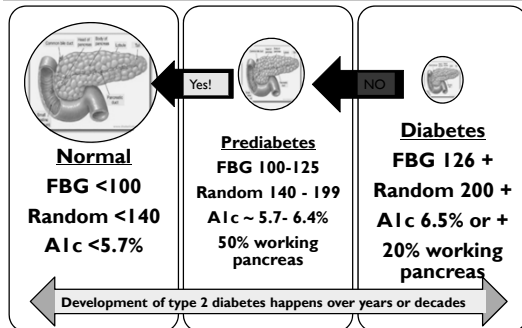 Yes!
NO
Normal
FBG <100
Random <140
A1c <5.7%
Prediabetes
FBG 100-125
Random 140 - 199
A1c ~ 5.7- 6.4%
50% working
pancreas
Diabetes
FBG 126 +
Random 200 +
A1c 6.5% or +
20% working
pancreas
Development of type 2 diabetes happens over years or decades